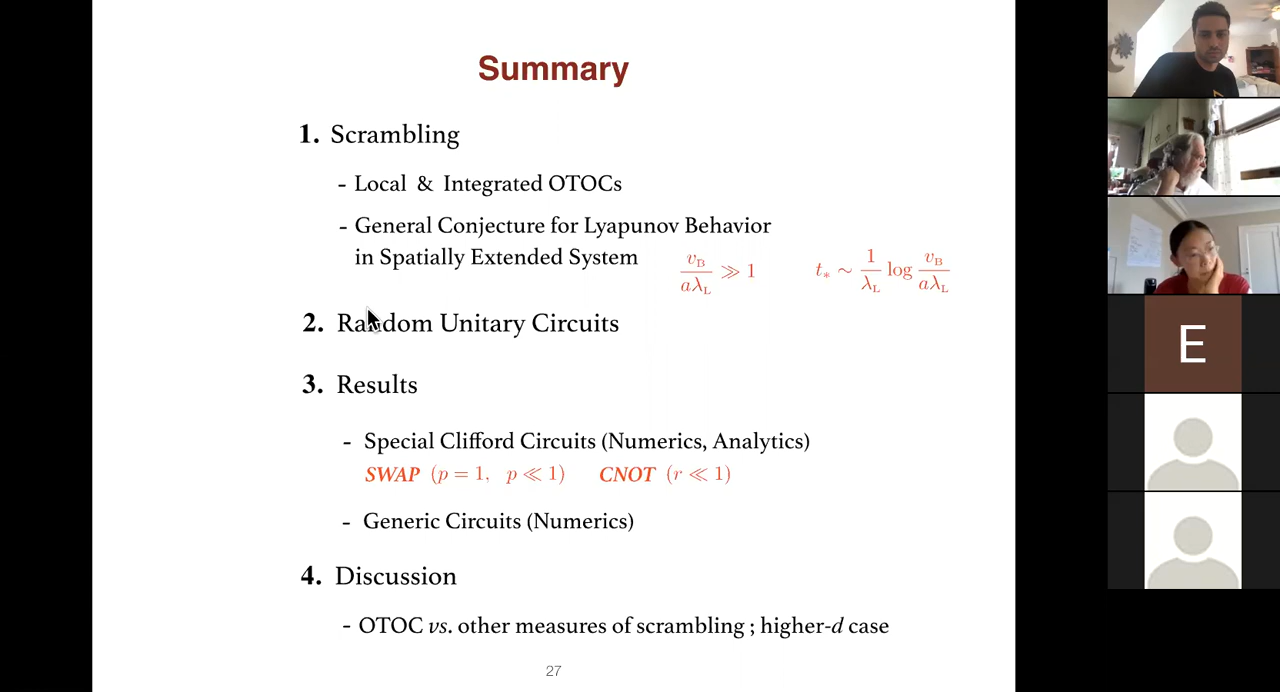 Summary
1. Scrambling
- Local & Integrated OTOCs
- General Conjecture for Lyapunov Behavior
in Spatially Extended System
v_B / aλ_L ≫ 1    t_* ∼ 1/λ_L log v_B / aλ_L
2. Random Unitary Circuits
3. Results
- Special Clifford Circuits (Numerics, Analytics)
SWAP (p = 1, p ≪ 1) CNOT (r ≪ 1)
- Generic Circuits (Numerics)
4. Discussion
- OTOC vs. other measures of scrambling ; higher-d case
27
E